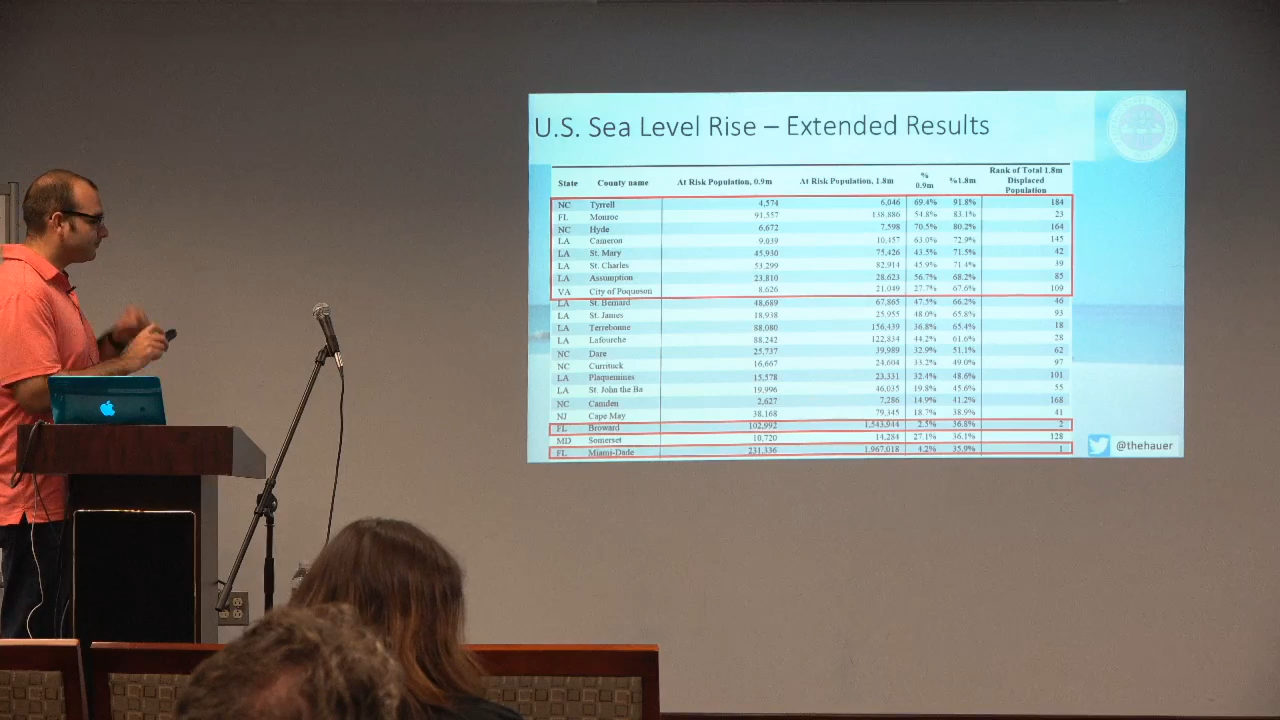 U.S. Sea Level Rise – Extended Results
State County name At Risk Population, 0.9m At Risk Population, 1.8m % 0.9m %1.8m Rank of Total 1.8m Displaced Population
NC Tyrrell 4,574 6,046 69.4% 91.8% 184
FL Monroe 91,557 138,886 54.8% 83.1% 23
NC Hyde 6,672 7,598 70.5% 80.2% 164
LA Cameron 9,039 10,457 63.0% 72.9% 145
LA St. Mary 45,930 75,426 43.5% 71.5% 42
LA St. Charles 53,299 82,914 45.9% 71.4% 39
LA Assumption 23,810 28,623 56.7% 68.2% 85
VA City of Poquoson 8,626 21,049 27.7% 67.6% 109
LA St. Bernard 48,689 67,865 47.5% 66.2% 46
LA St. James 18,938 25,955 48.0% 65.8% 93
LA Terrebonne 88,080 156,439 36.8% 65.4% 18
LA Lafourche 88,242 122,834 44.2% 61.6% 28
NC Dare 25,737 39,989 32.9% 51.1% 62
NC Currituck 16,667 24,604 33.2% 49.0% 97
LA Plaquemines 15,578 23,331 32.4% 48.6% 101
LA St. John the Ba 19,996 46,035 19.8% 45.6% 55
NC Camden 2,627 7,286 14.9% 41.2% 168
NJ Cape May 38,168 79,345 18.7% 38.9% 41
FL Broward 102,992 1,543,944 2.5% 36.8% 2
MD Somerset 10,720 14,284 27.1% 36.1% 128
FL Miami-Dade 231,336 1,967,018 4.2% 35.9% 1
@thehauer